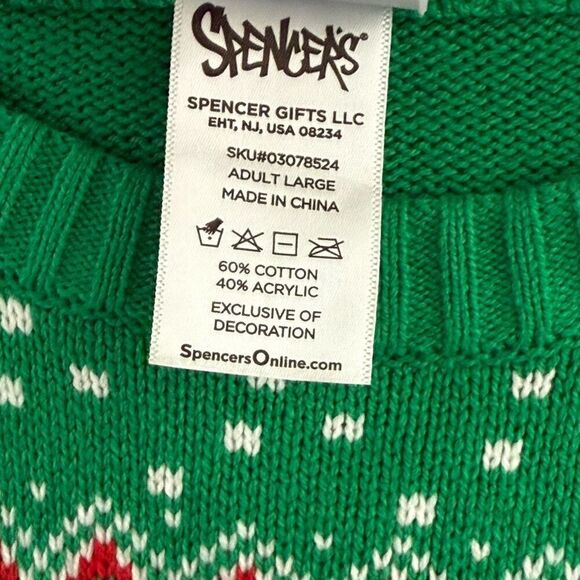 SPENCER'S®
SPENCER GIFTS LLC
EHT, NJ, USA 08234
SKU#03078524
ADULT LARGE
MADE IN CHINA
60% COTTON
40% ACRYLIC
EXCLUSIVE OF
DECORATION
SpencersOnline.com